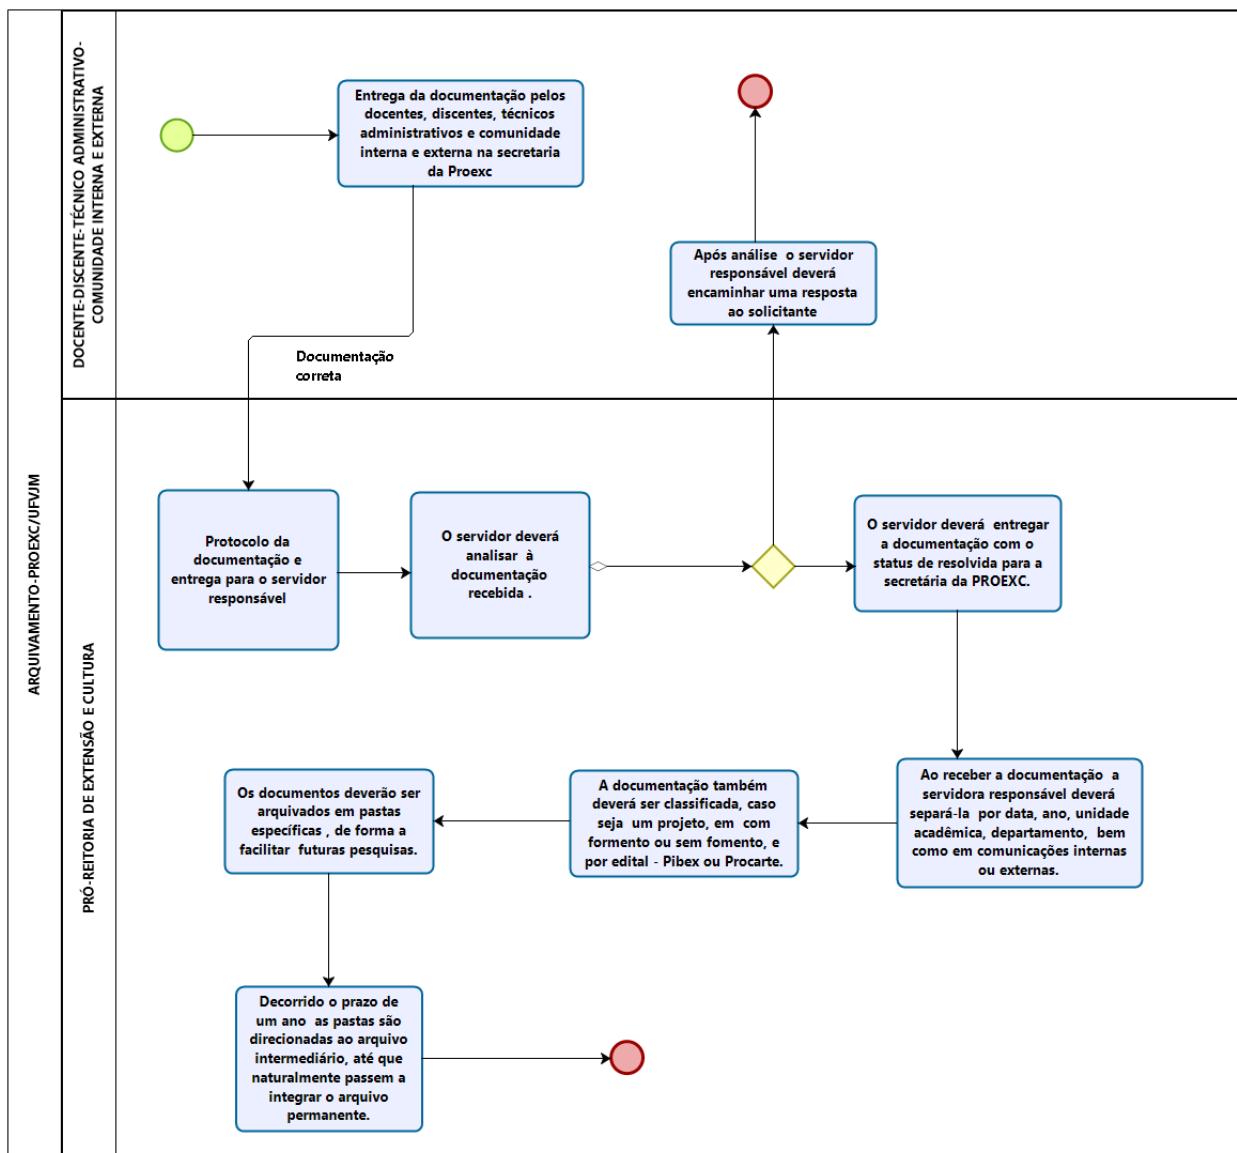 ARQUIVAMENTO-PROEXC/UFVJM
DOCENTE-DISCENTE-TÉCNICO ADMINISTRATIVO-
COMUNIDADE INTERNA E EXTERNA
Entrega da documentação pelos
docentes, discentes, técnicos
administrativos e comunidade
interna e externa na secretaria
da Proexc
Após análise o servidor
responsável deverá
encaminhar uma resposta
ao solicitante
Documentação
correta
PRÓ-REITORIA DE EXTENSÃO E CULTURA
Protocolo da
documentação e
entrega para o servidor
responsável
O servidor deverá
analisar à
documentação
recebida .
O servidor deverá entregar
a documentação com o
status de resolvida para a
secretária da PROEXC.
Ao receber a documentação a
servidora responsável deverá
separá-la por data, ano, unidade
acadêmica, departamento, bem
como em comunicações internas
ou externas.
A documentação também
deverá ser classificada, caso
seja um projeto, em com
formento ou sem fomento, e
por edital - Pibex ou Procarte.
Os documentos deverão ser
arquivados em pastas
específicas , de forma a
facilitar futuras pesquisas.
Decorrido o prazo de
um ano as pastas são
direcionadas ao arquivo
intermediário, até que
naturalmente passem a
integrar o arquivo
permanente.